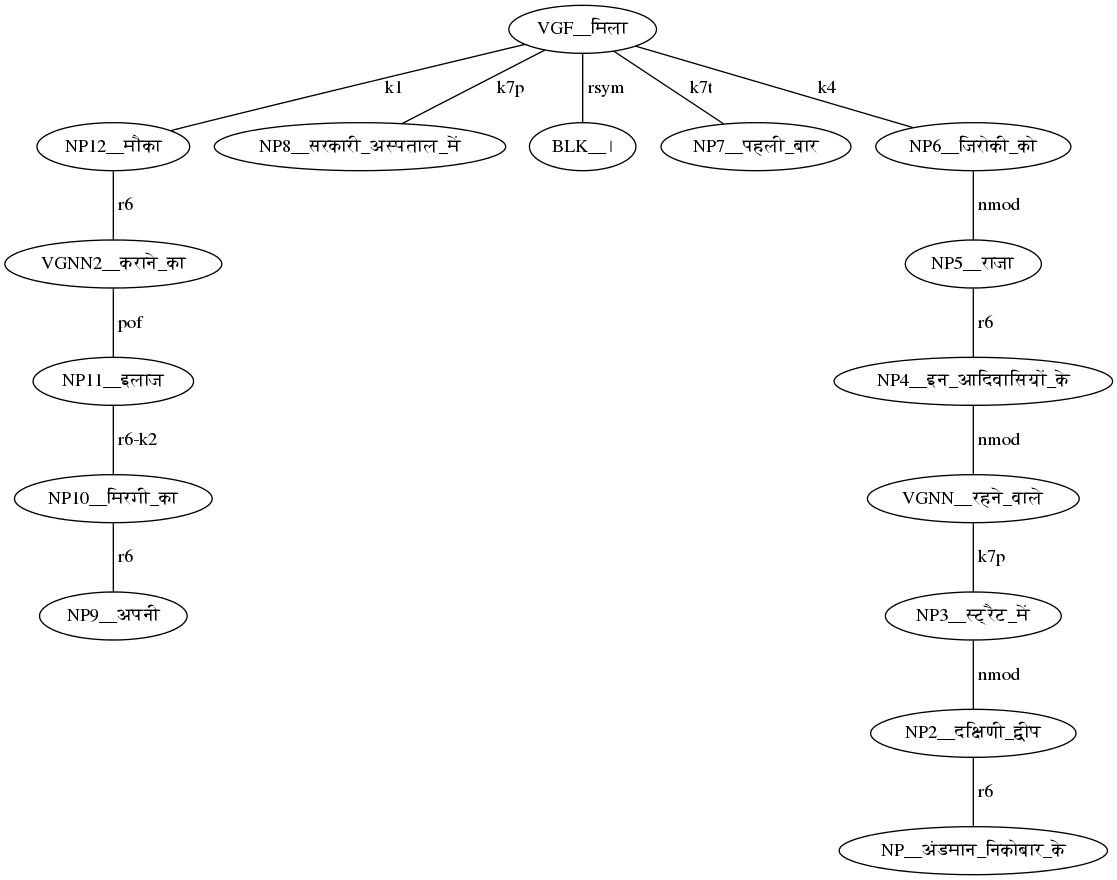 VGF__मिला
k1 k7p rsym k7t k4
NP12__मौका NP8__सरकारी_अस्पताल_में BLK__। NP7__पहली_बार NP6__जिरोकी_को
r6 nmod
VGNN2__कराने_का NP5__राजा
pof r6
NP11__इलाज NP4__इन_आदिवासियों_के
r6-k2 nmod
NP10__मिरगी_का VGNN__रहने_वाले
r6 k7p
NP9__अपनी NP3__स्ट्रैट_में
nmod
NP2__दक्षिणी_द्वीप
r6
NP__अंडमान_निकोबार_के